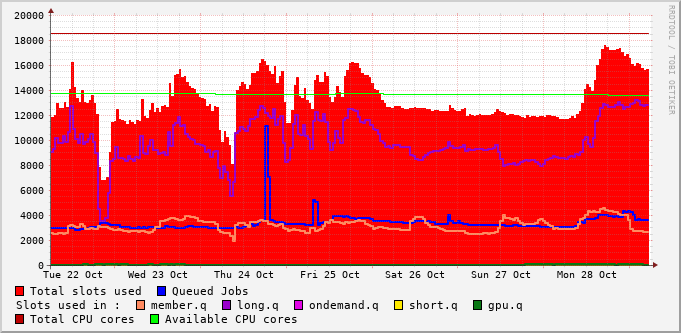 20000
18000
16000
14000
12000
10000
8000
6000
4000
2000
0
Tue 22 Oct Wed 23 Oct Thu 24 Oct Fri 25 Oct Sat 26 Oct Sun 27 Oct Mon 28 Oct
Total slots used Queued Jobs
Slots used in : member.q long.q ondemand.q short.q gpu.q
Total CPU cores Available CPU cores
RRDTOOL / TOBI OETIKER